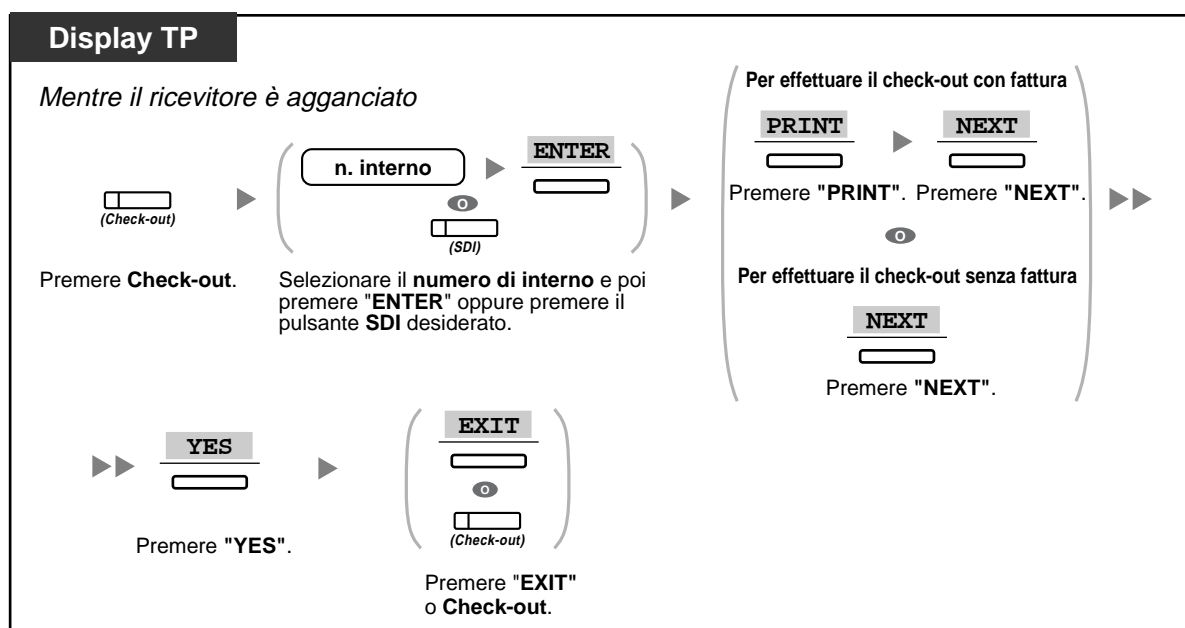 Display TP
Mentre il ricevitore è agganciato
(Check-out)
Premere Check-out.
n. interno
ENTER
o
(SDI)
Selezionare il numero di interno e poi
premere "ENTER" oppure premere il
pulsante SDI desiderato.
Per effettuare il check-out con fattura
PRINT
NEXT
Premere "PRINT". Premere "NEXT".
o
Per effettuare il check-out senza fattura
NEXT
Premere "NEXT".
YES
Premere "YES".
EXIT
o
(Check-out)
Premere "EXIT"
o Check-out.